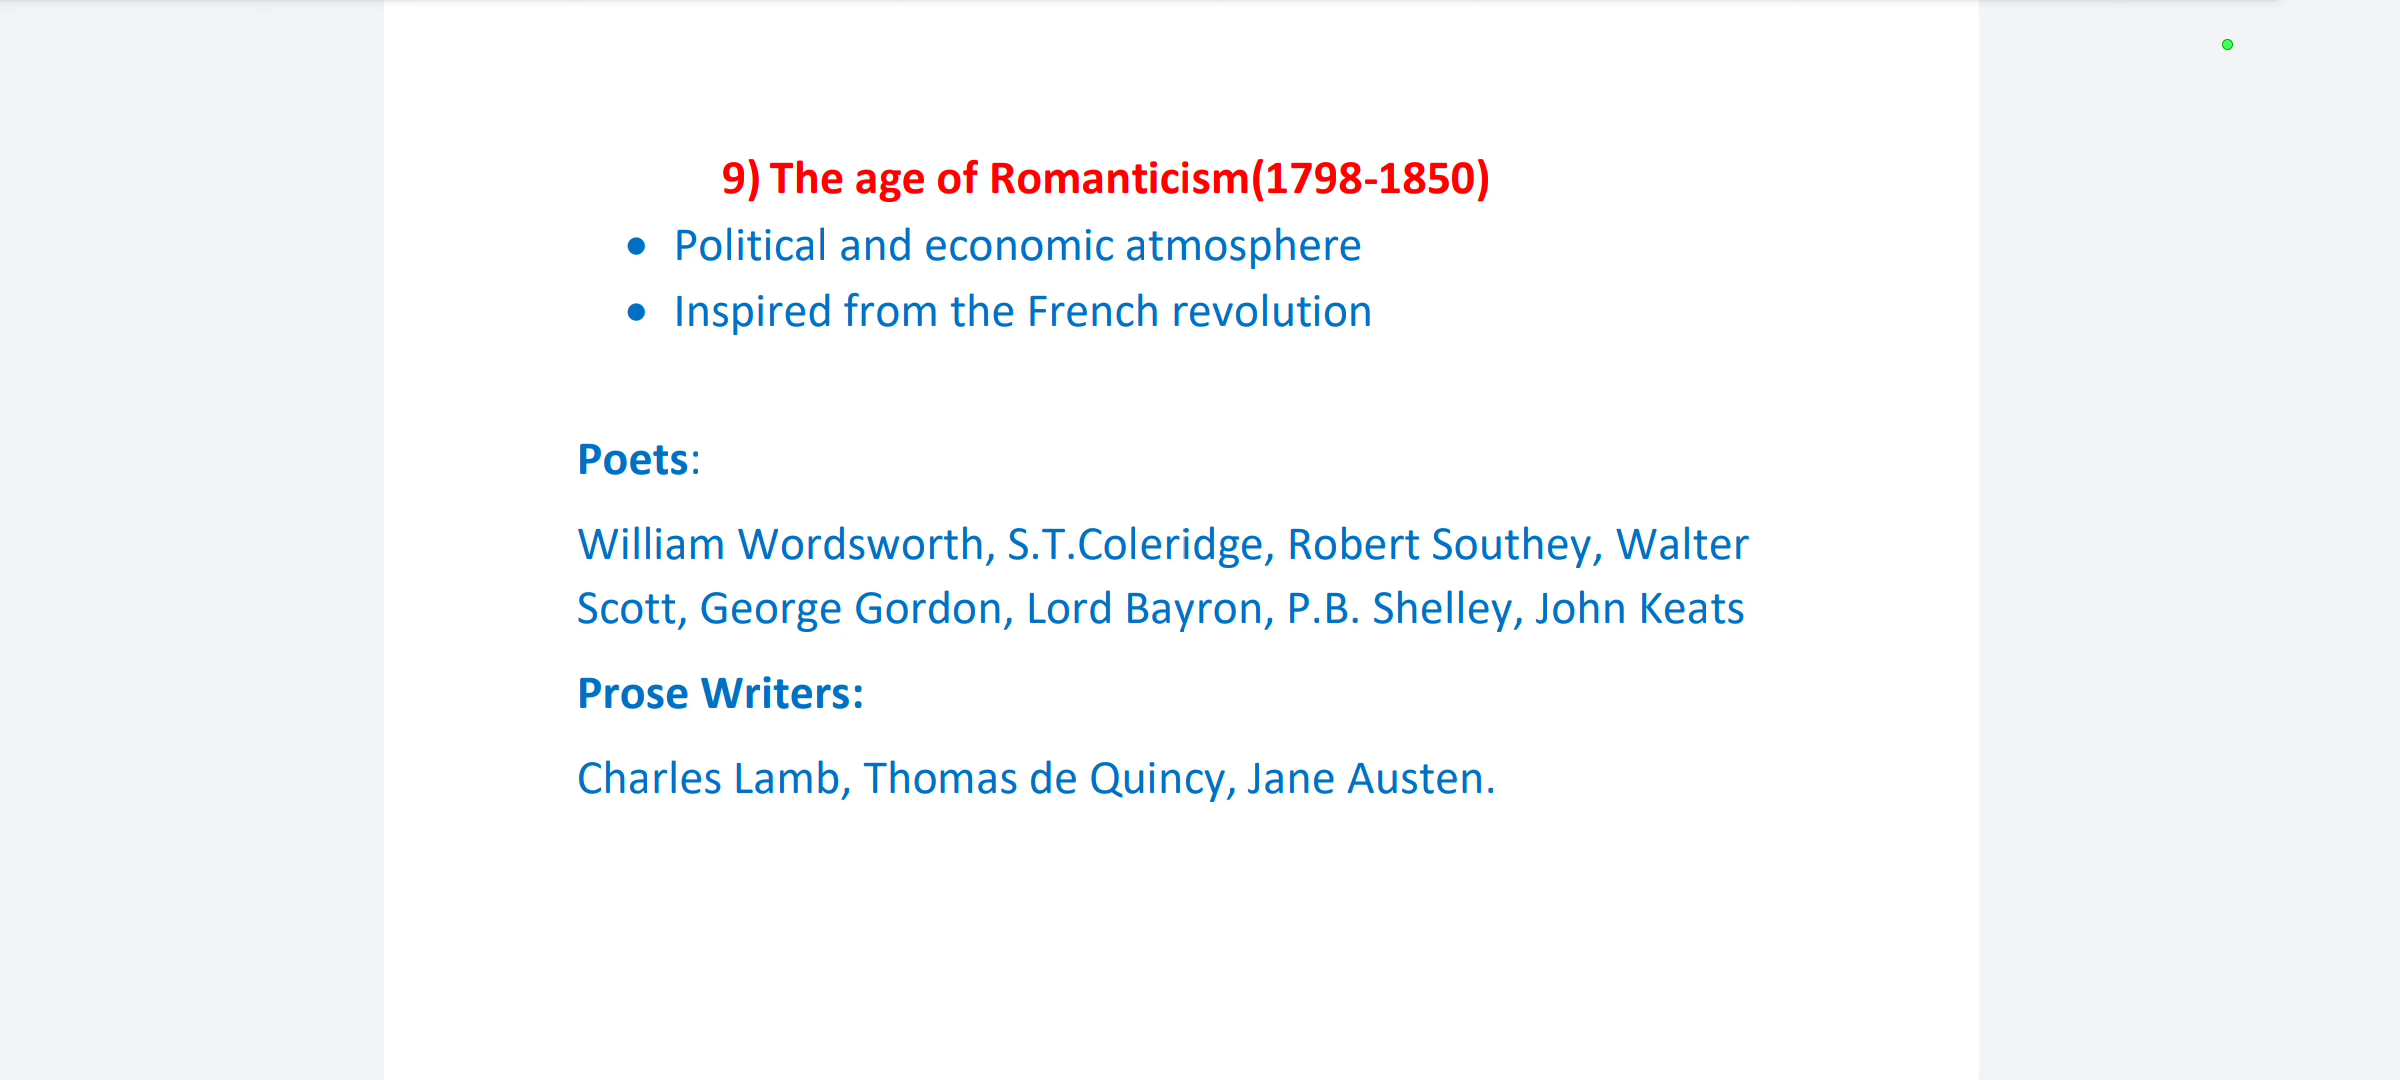 9) The age of Romanticism(1798-1850)
• Political and economic atmosphere
• Inspired from the French revolution
Poets:
William Wordsworth, S.T.Coleridge, Robert Southey, Walter
Scott, George Gordon, Lord Bayron, P.B. Shelley, John Keats
Prose Writers:
Charles Lamb, Thomas de Quincy, Jane Austen.